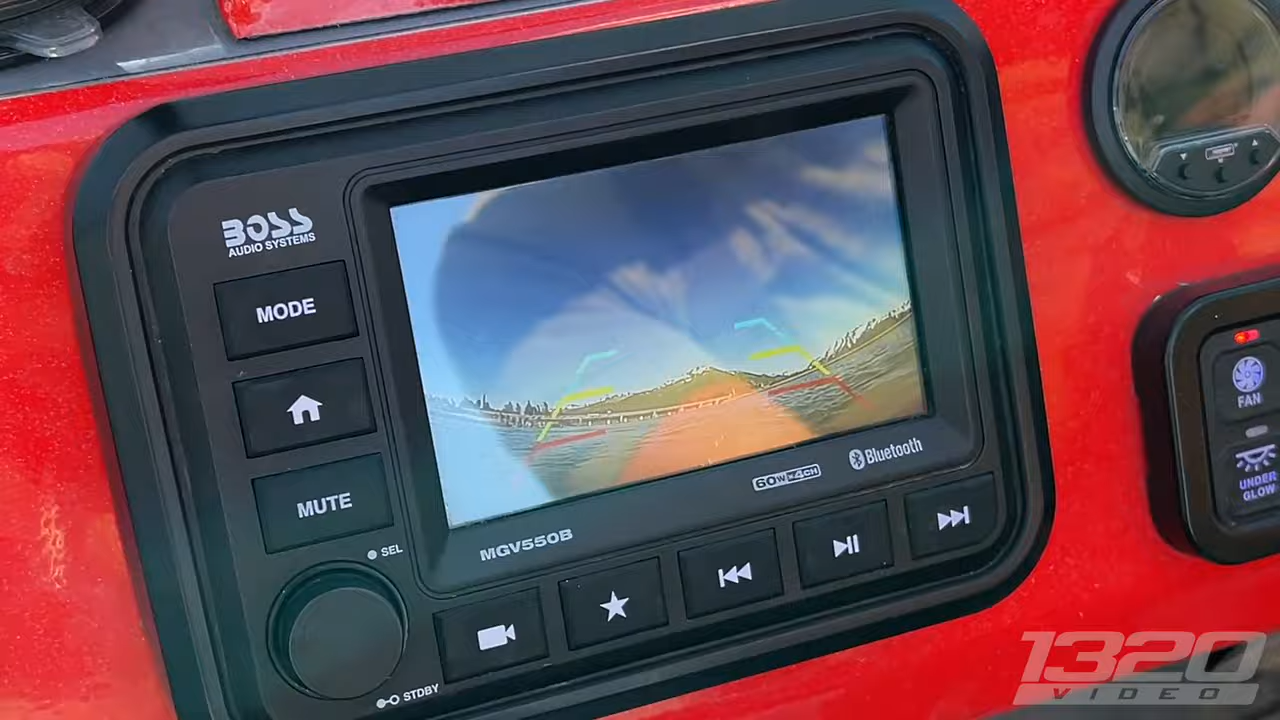 BOSS
AUDIO SYSTEMS
MODE
MUTE
SEL
STDBY
MGV550B
60W x 4CH
Bluetooth
FAN
UNDER
GLOW
1320
VIDEO